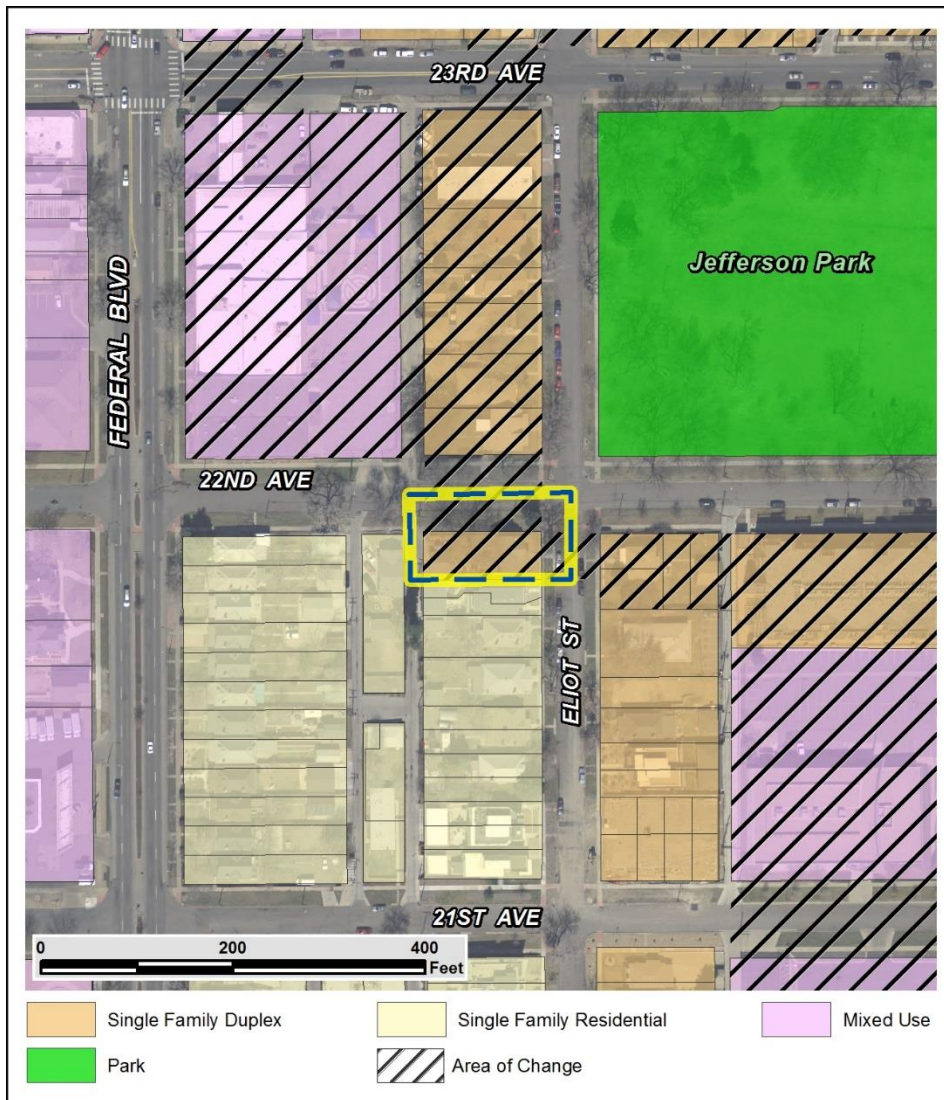 23RD AVE
Jefferson Park
FEDERAL BLVD
22ND AVE
ELIOT ST
21ST AVE
0 200 400
Feet
Single Family Duplex Single Family Residential Mixed Use
Park Area of Change